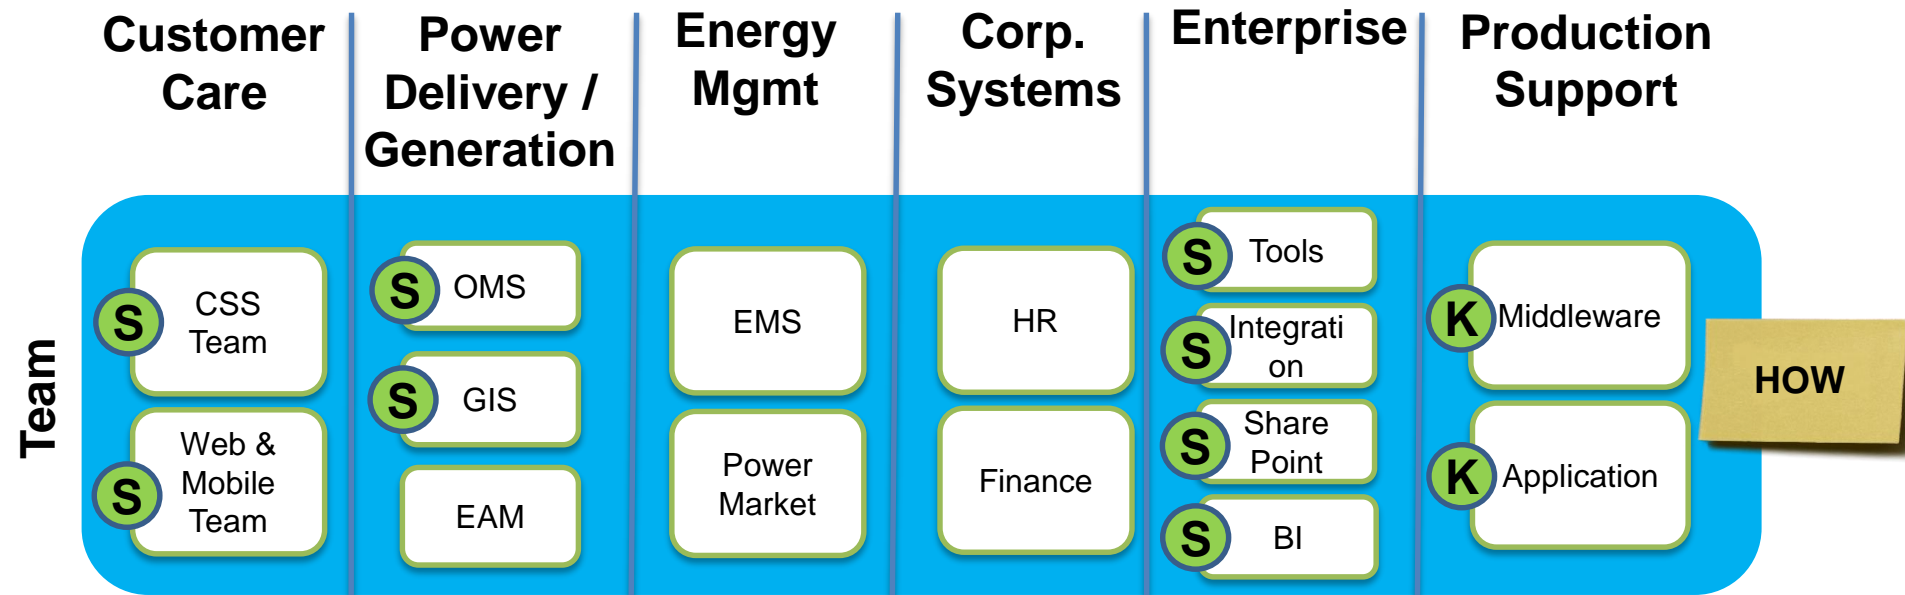 Customer
Care
Power
Delivery /
Generation
Energy
Mgmt
Corp.
Systems
Enterprise
Production
Support
Team
S
CSS
Team
S
Web &
Mobile
Team
S
OMS
S
GIS
EAM
EMS
Power
Market
HR
Finance
S
Tools
S
Integrati
on
S
Share
Point
S
BI
K
Middleware
K
Application
HOW